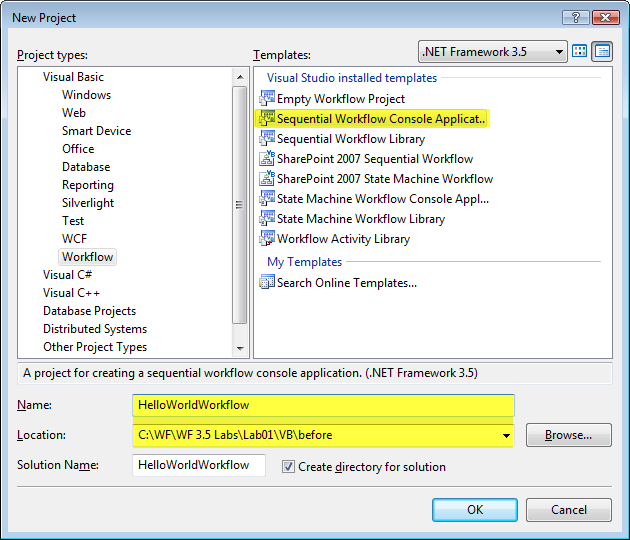 New Project
Project types:
Templates:
.NET Framework 3.5
Visual Basic
Windows
Web
Smart Device
Office
Database
Reporting
Silverlight
Test
WCF
Workflow
Visual C#
Visual C++
Database Projects
Distributed Systems
Other Project Types
Visual Studio installed templates
Empty Workflow Project
Sequential Workflow Console Applicat..
Sequential Workflow Library
SharePoint 2007 Sequential Workflow
SharePoint 2007 State Machine Workflow
State Machine Workflow Console Appl...
State Machine Workflow Library
Workflow Activity Library
My Templates
Search Online Templates...
A project for creating a sequential workflow console application. (.NET Framework 3.5)
Name:
HelloWorldWorkflow
Location:
C:\WF\WF 3.5 Labs\Lab01\VB\before
Browse...
Solution Name:
HelloWorldWorkflow
Create directory for solution
OK
Cancel